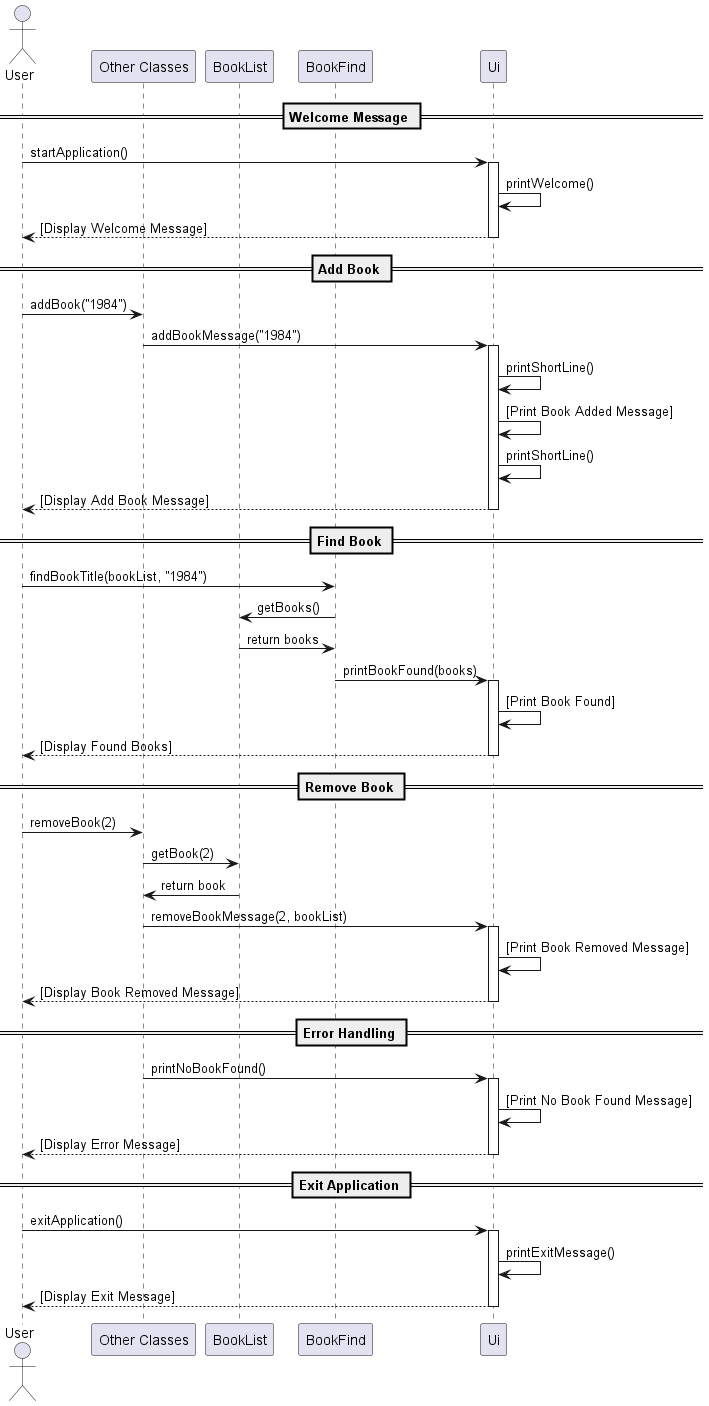 User
Other Classes
BookList
BookFind
Ui
Welcome Message
startApplication()
printWelcome()
[Display Welcome Message]
Add Book
addBook("1984")
addBookMessage("1984")
printShortLine()
[Print Book Added Message]
printShortLine()
[Display Add Book Message]
Find Book
findBookTitle(bookList, "1984")
getBooks()
return books
printBookFound(books)
[Print Book Found]
[Display Found Books]
Remove Book
removeBook(2)
getBook(2)
return book
removeBookMessage(2, bookList)
[Print Book Removed Message]
[Display Book Removed Message]
Error Handling
printNoBookFound()
[Print No Book Found Message]
[Display Error Message]
Exit Application
exitApplication()
printExitMessage()
[Display Exit Message]
User
Other Classes
BookList
BookFind
Ui